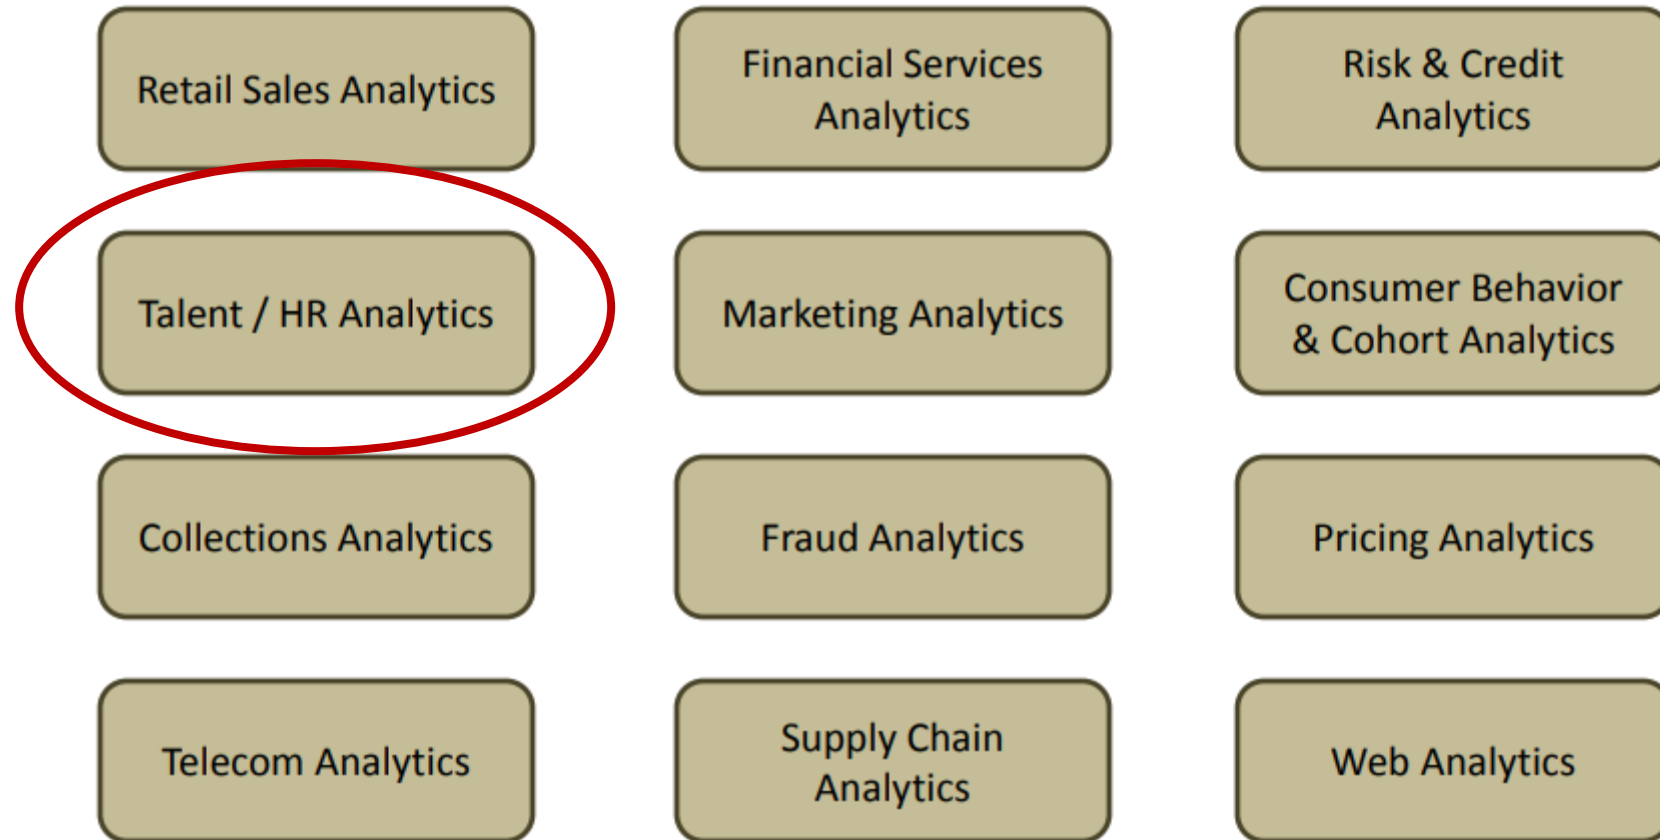 Retail Sales Analytics
Financial Services
Analytics
Risk & Credit
Analytics
Talent / HR Analytics
Marketing Analytics
Consumer Behavior
& Cohort Analytics
Collections Analytics
Fraud Analytics
Pricing Analytics
Telecom Analytics
Supply Chain
Analytics
Web Analytics